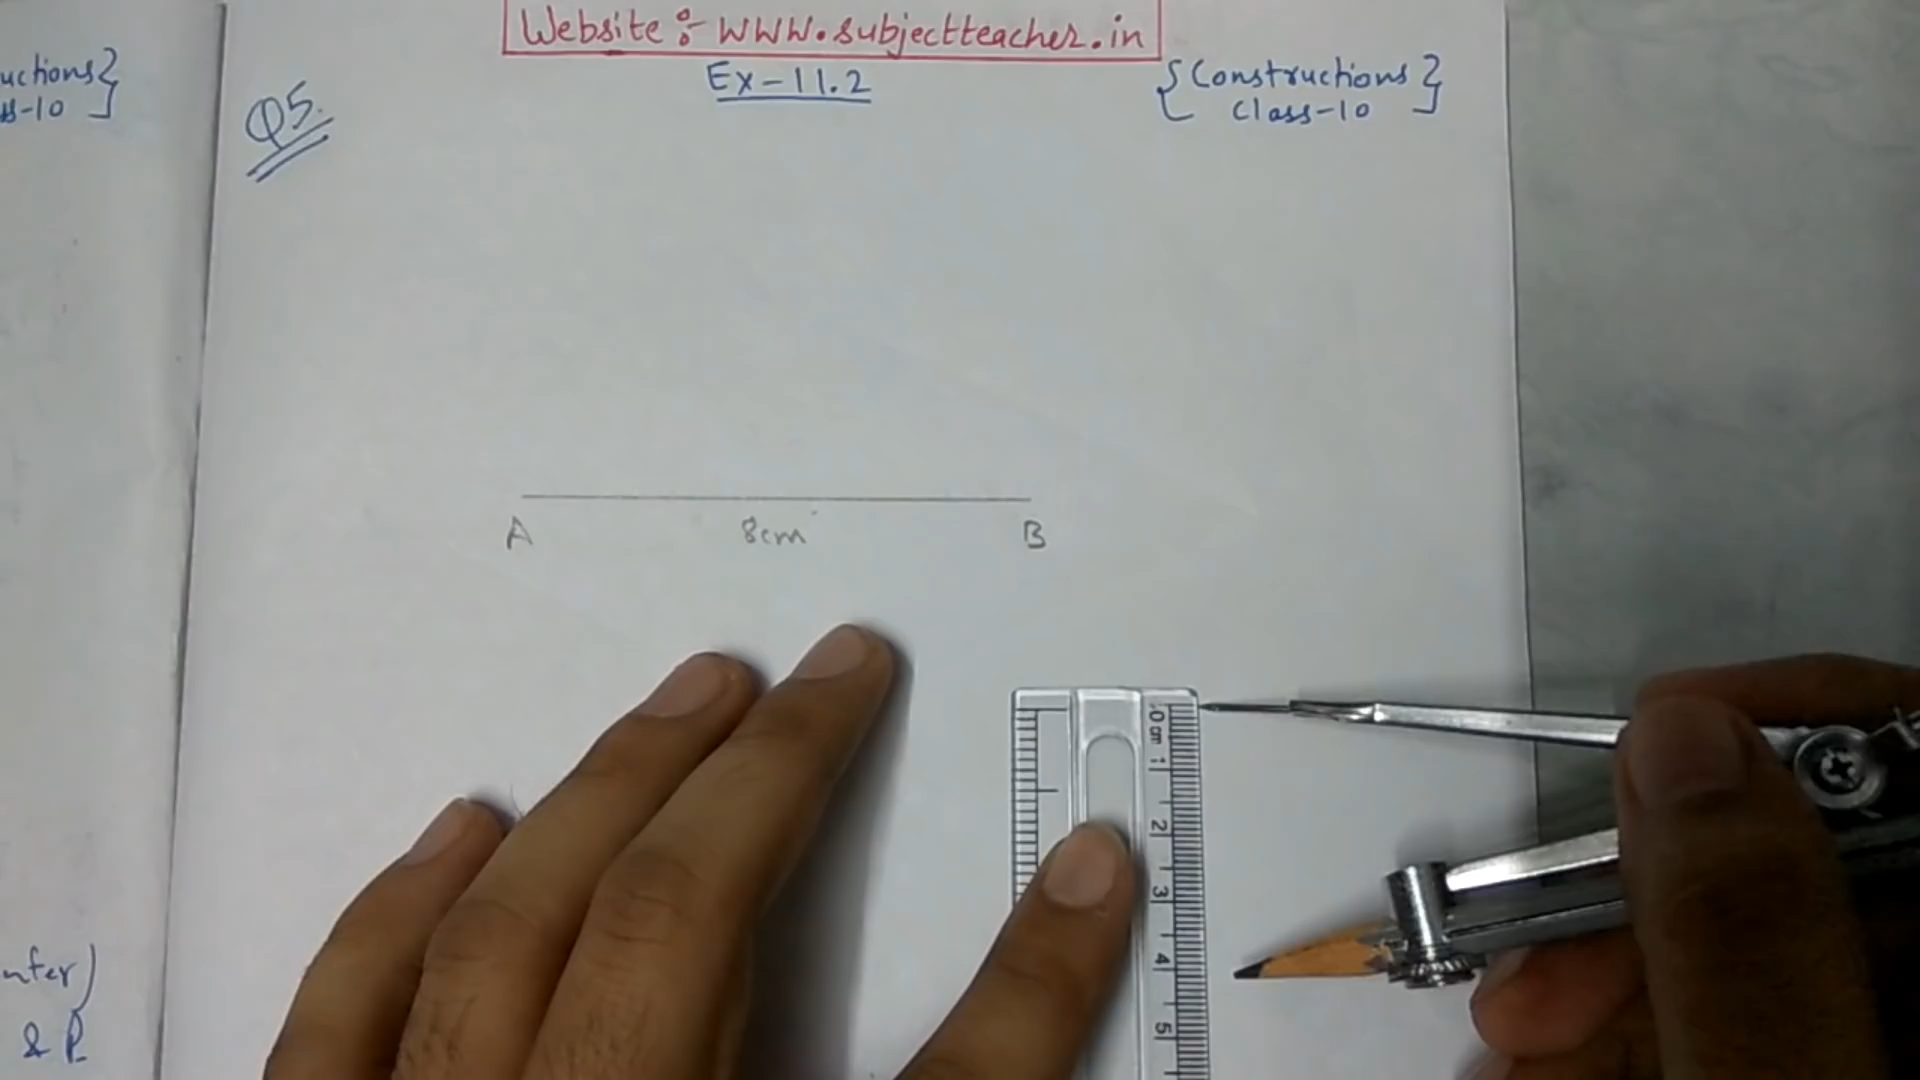 Website :- WWW.subjectteacher.in
Ex-11.2
uctions}
ss-10
Q5.
{Constructions}
Class-10
A 8cm B
0 cm 1 2 3 4 5
nter)
& P